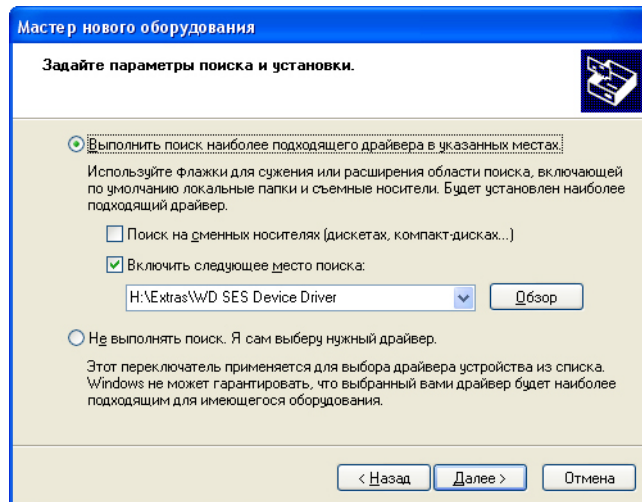 Мастер нового оборудования
Задайте параметры поиска и установки.
Выполнить поиск наиболее подходящего драйвера в указанных местах.
Используйте флажки для сужения или расширения области поиска, включающей
по умолчанию локальные папки и съемные носители. Будет установлен наиболее
подходящий драйвер.
Поиск на сменных носителях (дискетах, компакт-дисках...)
Включить следующее место поиска:
H:\Extras\WD SES Device Driver
Обзор
Не выполнять поиск. Я сам выберу нужный драйвер.
Этот переключатель применяется для выбора драйвера устройства из списка.
Windows не может гарантировать, что выбранный вами драйвер будет наиболее
подходящим для имеющегося оборудования.
< Назад
Далее >
Отмена